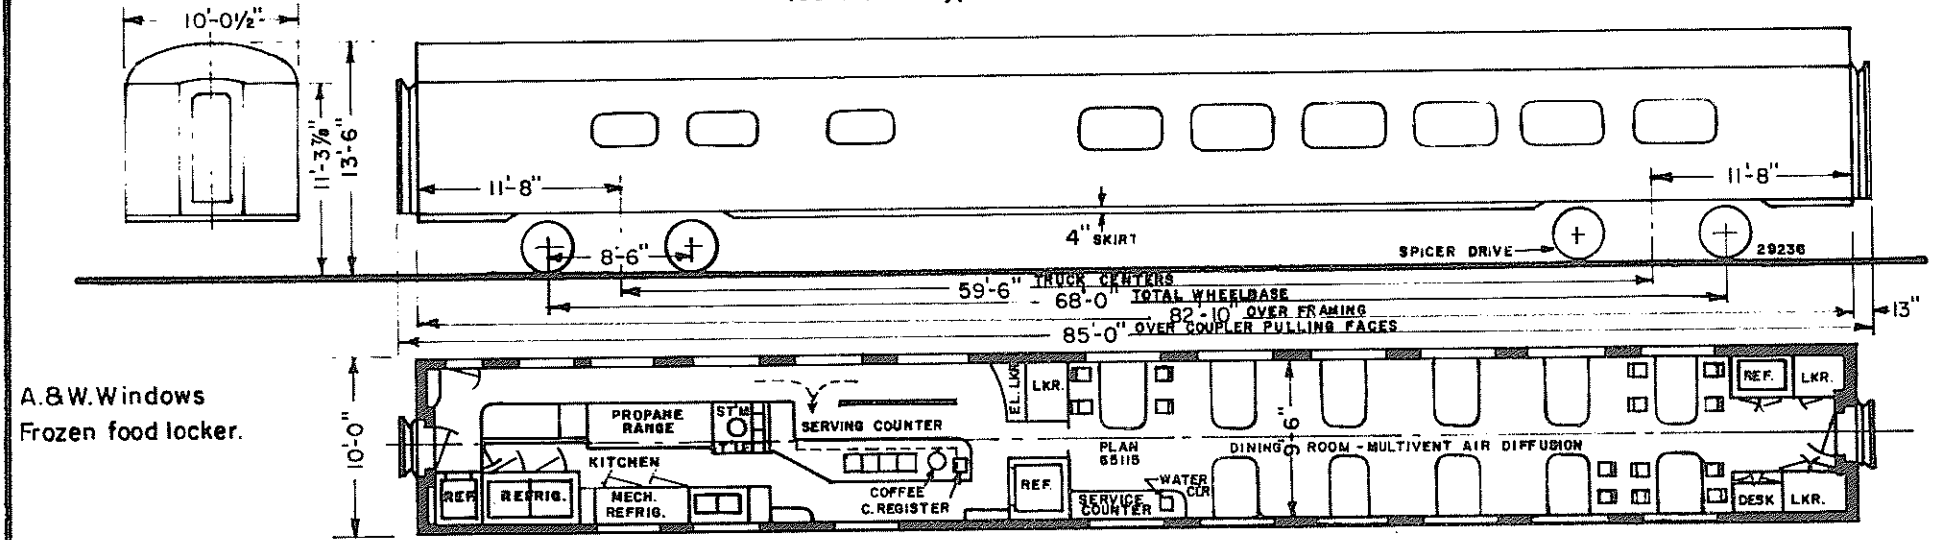 10'-0½"
11'-3⅞"
13'-6"
11'-8"
11'-8"
4" SKIRT
8'-6"
SPICER DRIVE
29236
59'-6" TRUCK CENTERS
68'-0" TOTAL WHEELBASE
82'-10" OVER FRAMING
13"
85'-0" OVER COUPLER PULLING FACES
A.&W.Windows
Frozen food locker.
10'-0"
PROPANE
RANGE
ST'M
T'BL
SERVING COUNTER
EL. LKR.
LKR.
REF.
LKR.
PLAN
65115
9'-6"
DINING ROOM - MULTIVENT AIR DIFFUSION
KITCHEN
REF.
REFRIG.
MECH.
REFRIG.
COFFEE
C.REGISTER
REF.
WATER
CLR
SERVICE
COUNTER
DESK
LKR.